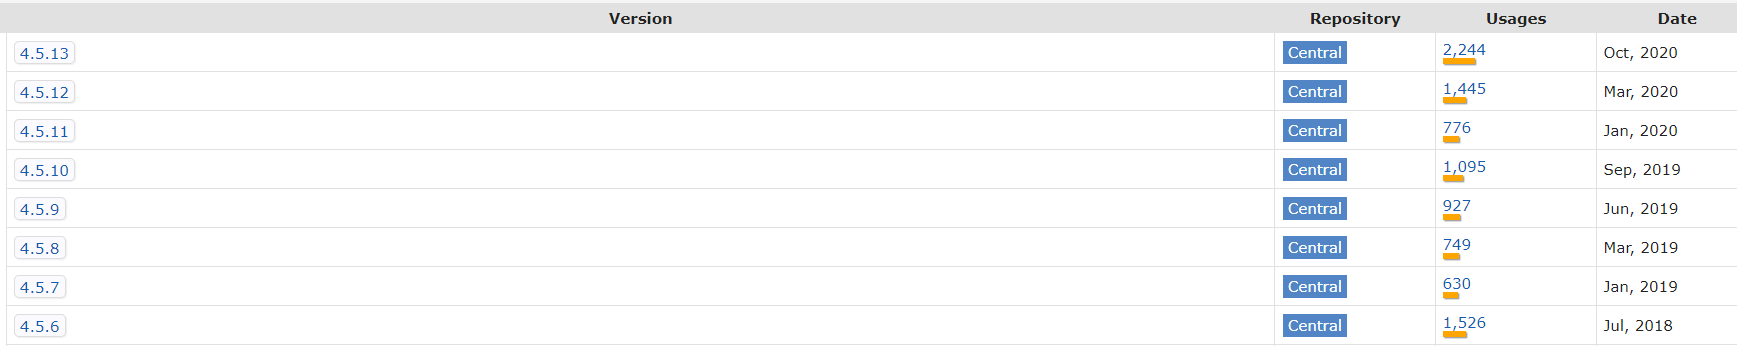 Version Repository Usages Date
4.5.13 Central 2,244 Oct, 2020
4.5.12 Central 1,445 Mar, 2020
4.5.11 Central 776 Jan, 2020
4.5.10 Central 1,095 Sep, 2019
4.5.9 Central 927 Jun, 2019
4.5.8 Central 749 Mar, 2019
4.5.7 Central 630 Jan, 2019
4.5.6 Central 1,526 Jul, 2018